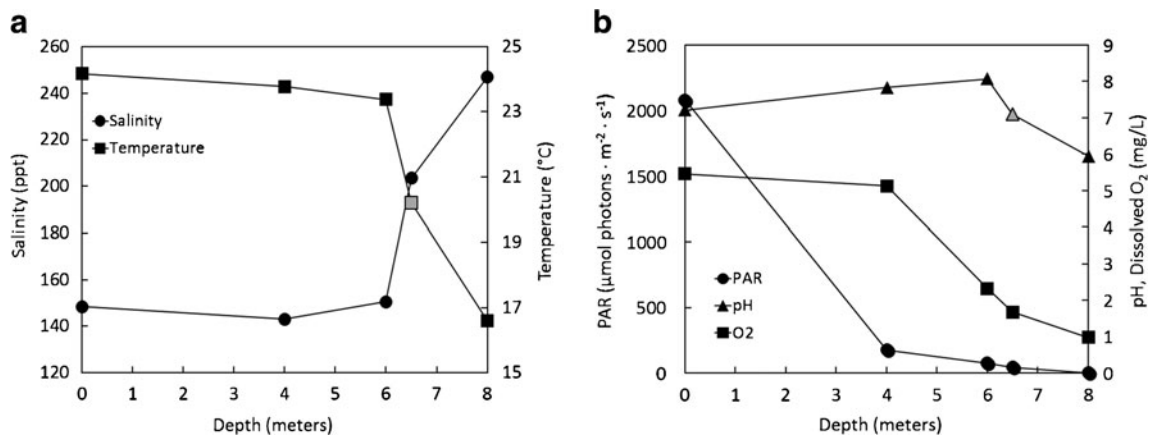 a
260
240
220
200
180
160
140
120
Salinity (ppt)
Salinity
Temperature
25
23
21
19
17
15
Temperature (°C)
0 1 2 3 4 5 6 7 8
Depth (meters)
b
2500
2000
1500
1000
500
0
PAR (µmol photons · m⁻² · s⁻¹)
PAR
pH
O2
9
8
7
6
5
4
3
2
1
0
pH, Dissolved O₂ (mg/L)
0 1 2 3 4 5 6 7 8
Depth (meters)